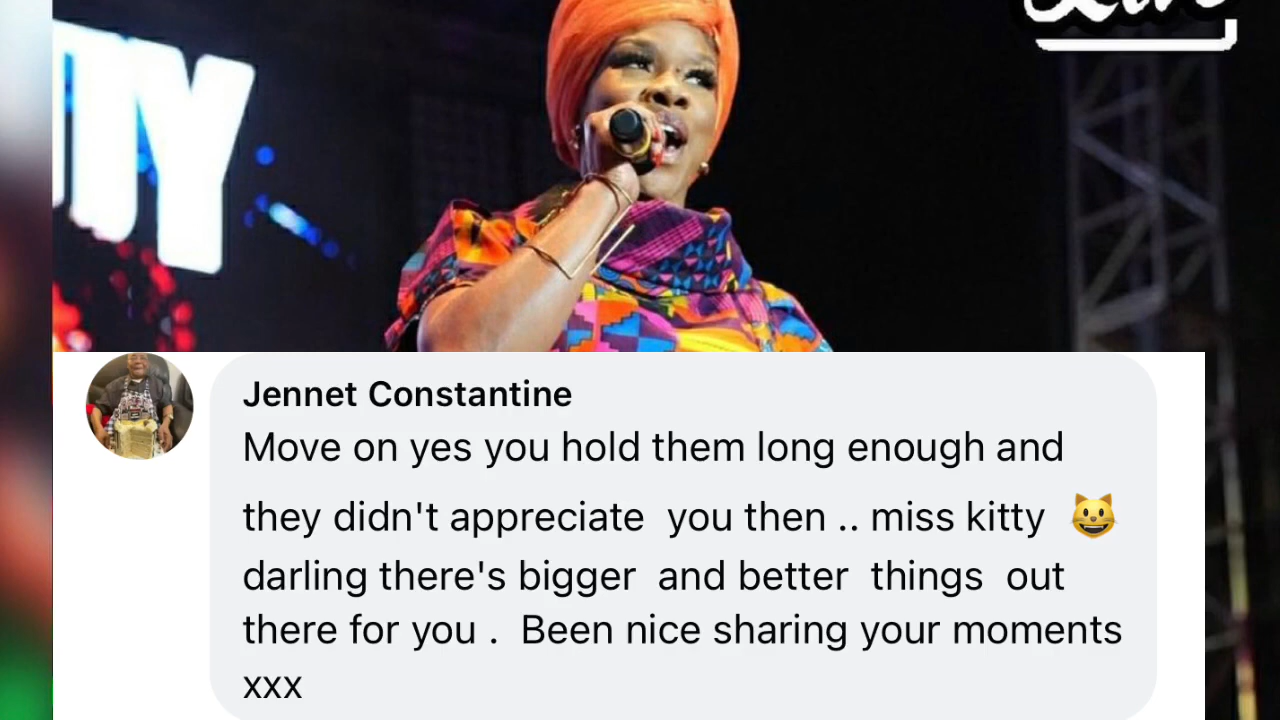 Jennet Constantine
Move on yes you hold them long enough and
they didn't appreciate you then .. miss kitty 😺
darling there's bigger and better things out
there for you . Been nice sharing your moments
xxx